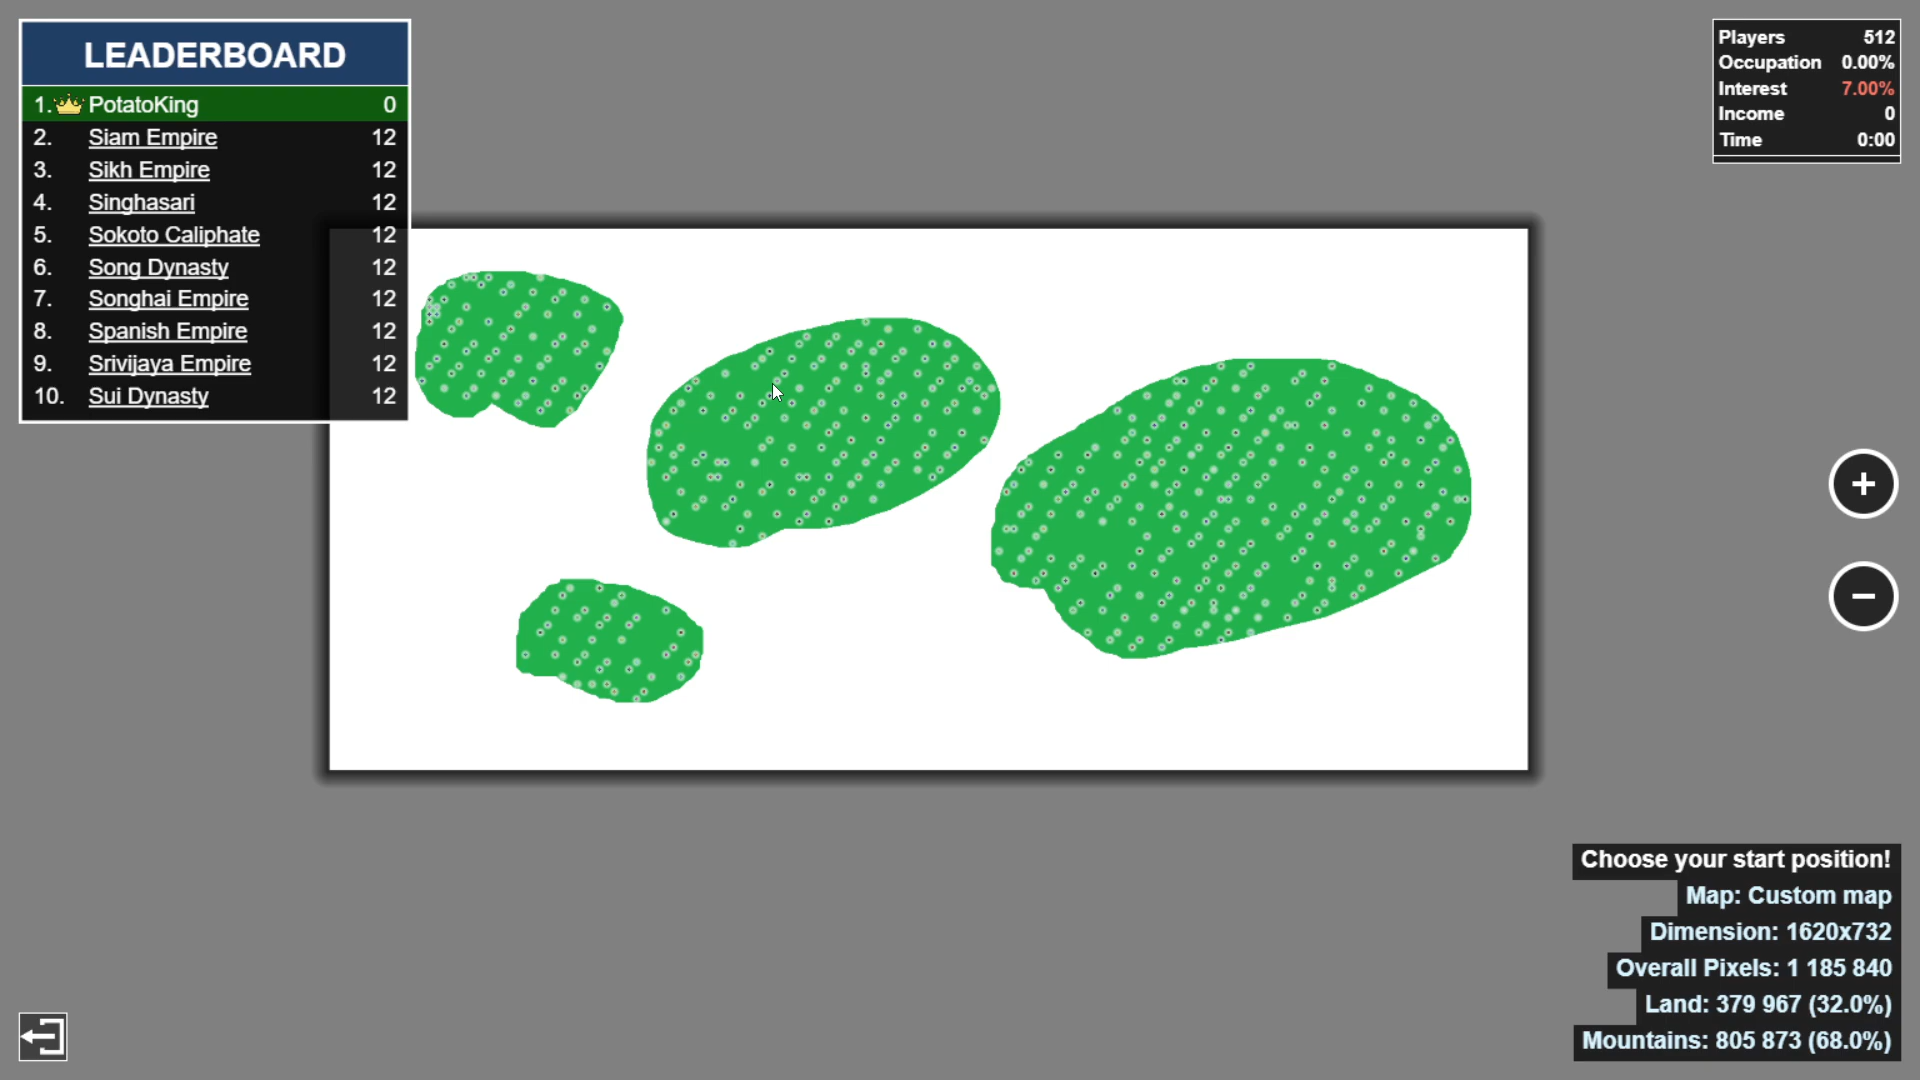 LEADERBOARD
1. PotatoKing 0
2. Siam Empire 12
3. Sikh Empire 12
4. Singhasari 12
5. Sokoto Caliphate 12
6. Song Dynasty 12
7. Songhai Empire 12
8. Spanish Empire 12
9. Srivijaya Empire 12
10. Sui Dynasty 12
Players 512
Occupation 0.00%
Interest 7.00%
Income 0
Time 0:00
+
−
Choose your start position!
Map: Custom map
Dimension: 1620x732
Overall Pixels: 1 185 840
Land: 379 967 (32.0%)
Mountains: 805 873 (68.0%)